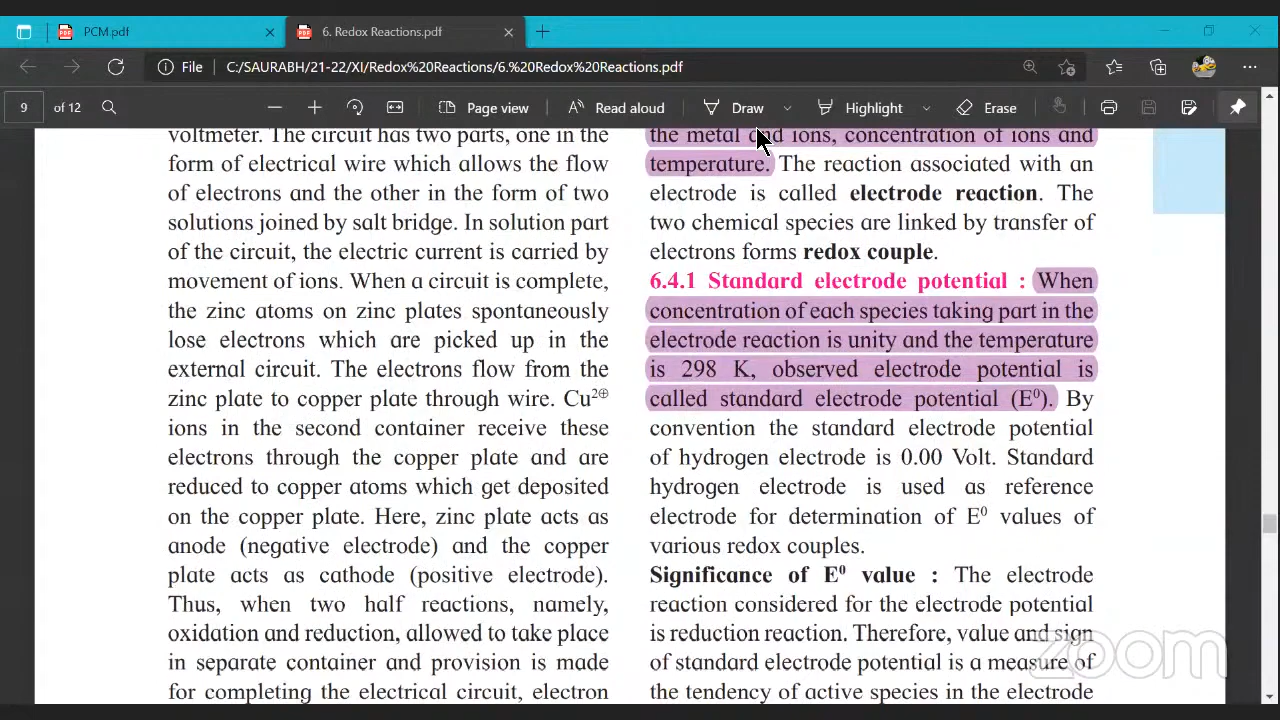 PCM.pdf
6. Redox Reactions.pdf
File
C:/SAURABH/21-22/XI/Redox%20Reactions/6.%20Redox%20Reactions.pdf
9 of 12
Page view
Read aloud
Draw
Highlight
Erase
voltmeter. The circuit has two parts, one in the
form of electrical wire which allows the flow
of electrons and the other in the form of two
solutions joined by salt bridge. In solution part
of the circuit, the electric current is carried by
movement of ions. When a circuit is complete,
the zinc atoms on zinc plates spontaneously
lose electrons which are picked up in the
external circuit. The electrons flow from the
zinc plate to copper plate through wire. Cu²⊕
ions in the second container receive these
electrons through the copper plate and are
reduced to copper atoms which get deposited
on the copper plate. Here, zinc plate acts as
anode (negative electrode) and the copper
plate acts as cathode (positive electrode).
Thus, when two half reactions, namely,
oxidation and reduction, allowed to take place
in separate container and provision is made
for completing the electrical circuit, electron
the metal and ions, concentration of ions and
temperature. The reaction associated with an
electrode is called electrode reaction. The
two chemical species are linked by transfer of
electrons forms redox couple.
6.4.1 Standard electrode potential : When
concentration of each species taking part in the
electrode reaction is unity and the temperature
is 298 K, observed electrode potential is
called standard electrode potential (E⁰). By
convention the standard electrode potential
of hydrogen electrode is 0.00 Volt. Standard
hydrogen electrode is used as reference
electrode for determination of E⁰ values of
various redox couples.
Significance of E⁰ value : The electrode
reaction considered for the electrode potential
is reduction reaction. Therefore, value and sign
of standard electrode potential is a measure of
the tendency of active species in the electrode
zoom